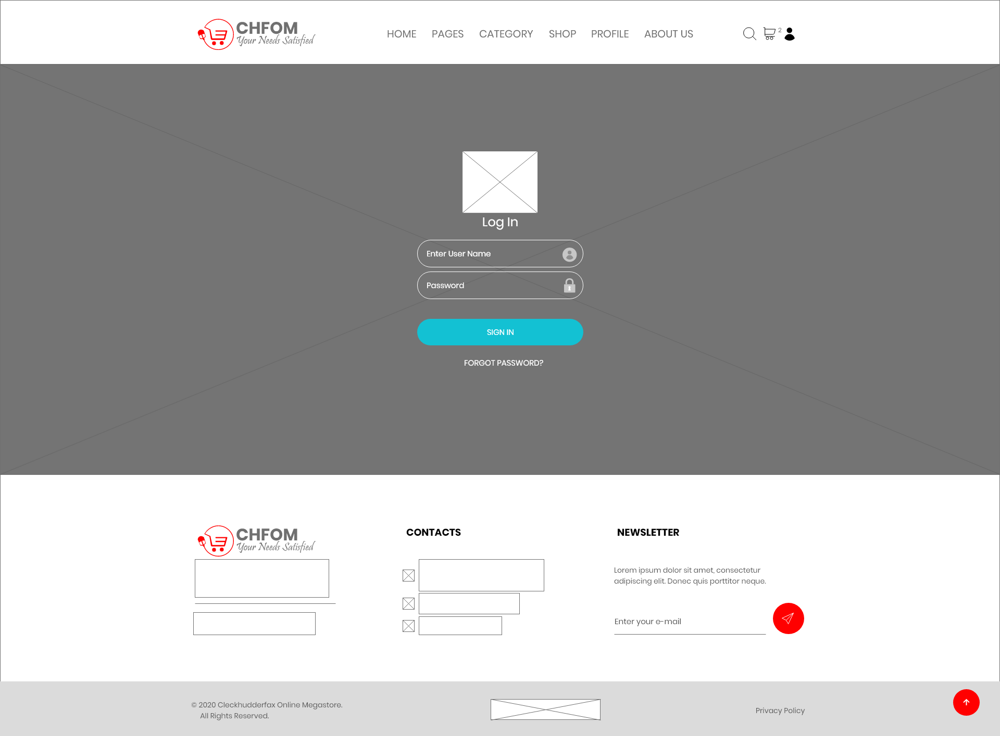 CHFOM
Your Needs Satisfied
HOME PAGES CATEGORY SHOP PROFILE ABOUT US
2
Log In
Enter User Name
Password
SIGN IN
FORGOT PASSWORD?
CHFOM
Your Needs Satisfied
CONTACTS
NEWSLETTER
Lorem ipsum dolor sit amet, consectetur
adipiscing elit. Donec quis porttitor neque.
Enter your e-mail
© 2020 Cleckhudderfax Online Megastore.
All Rights Reserved.
Privacy Policy